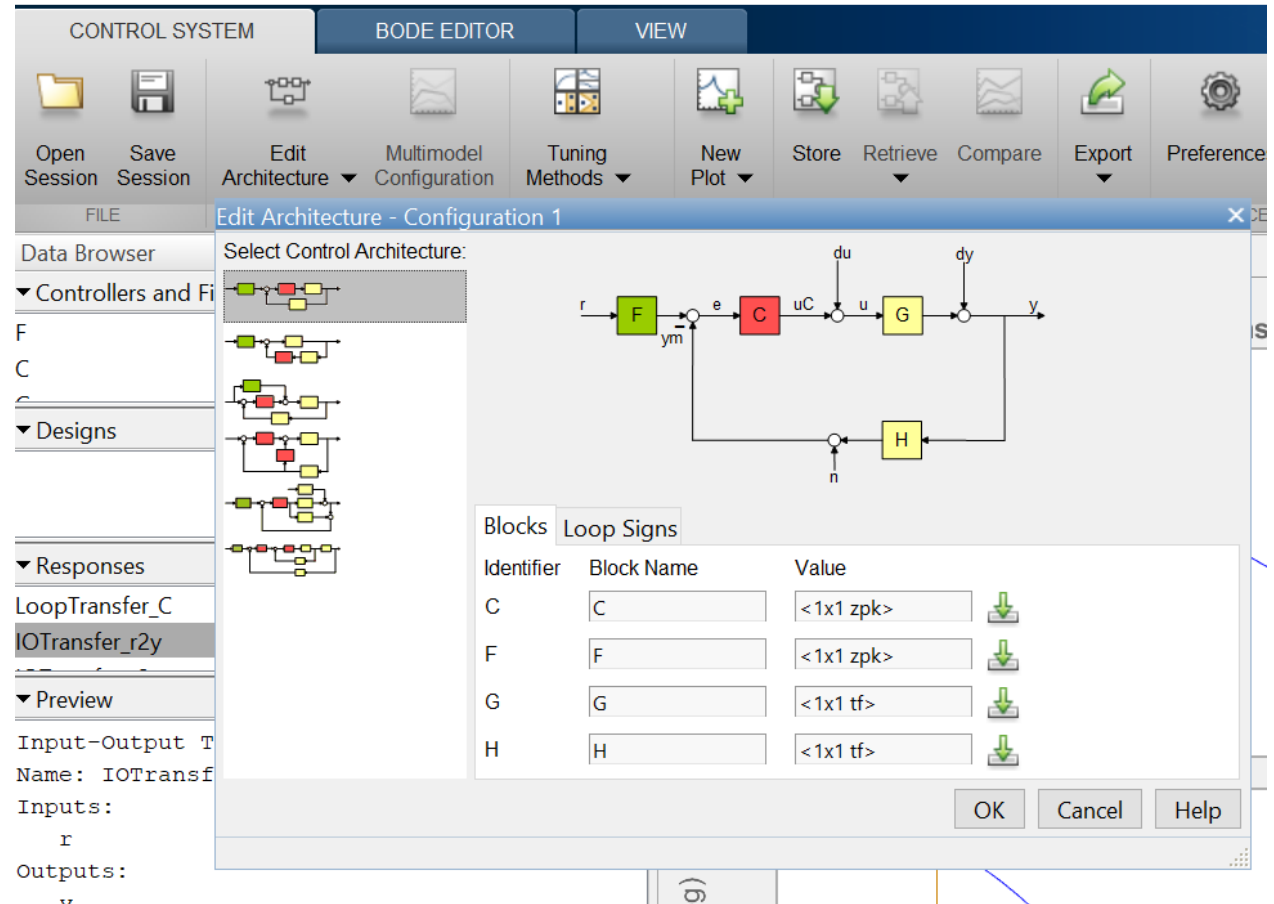 CONTROL SYSTEM BODE EDITOR VIEW
Open Session
Save Session
Edit Architecture
Multimodel Configuration
Tuning Methods
New Plot
Store
Retrieve
Compare
Export
FILE
Edit Architecture - Configuration 1
Data Browser
Controllers and Fi
F
C
Designs
Responses
LoopTransfer_C
IOTransfer_r2y
Preview
Input-Output T
Name: IOTransf
Inputs:
r
Outputs:
y
Select Control Architecture:
du dy
r F e C uC u G y
ym
H
n
Blocks Loop Signs
Identifier Block Name Value
C C <1x1 zpk>
F F <1x1 zpk>
G G <1x1 tf>
H H <1x1 tf>
OK Cancel Help
g)